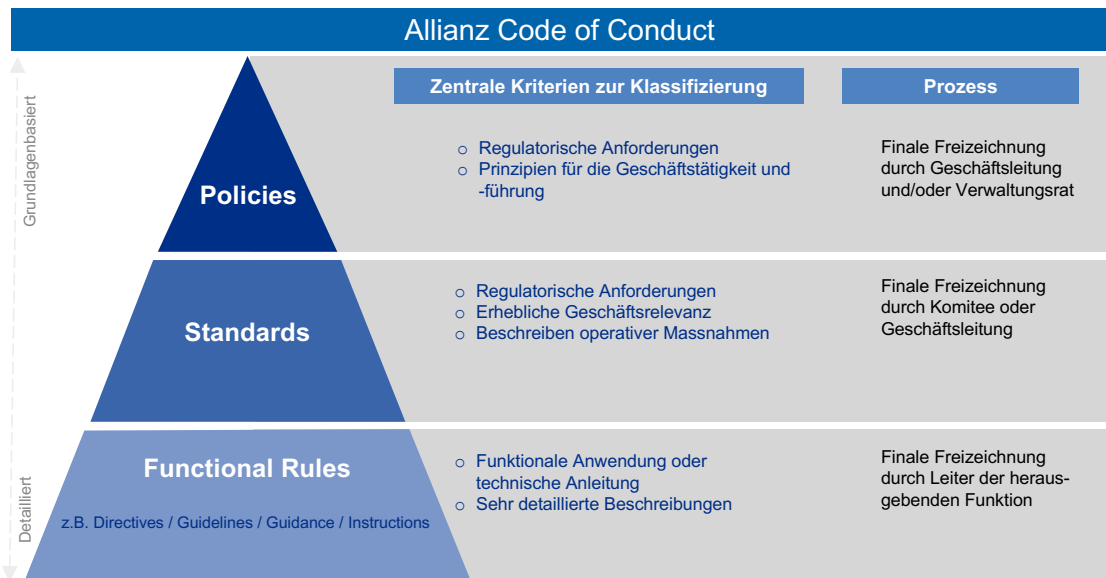 Allianz Code of Conduct
Grundlagenbasiert
Zentrale Kriterien zur Klassifizierung
Prozess
Policies
o Regulatorische Anforderungen
o Prinzipien für die Geschäftstätigkeit und
-führung
Finale Freizeichnung
durch Geschäftsleitung
und/oder Verwaltungsrat
Standards
o Regulatorische Anforderungen
o Erhebliche Geschäftsrelevanz
o Beschreiben operativer Massnahmen
Finale Freizeichnung
durch Komitee oder
Geschäftsleitung
Detailliert
Functional Rules
z.B. Directives / Guidelines / Guidance / Instructions
o Funktionale Anwendung oder
technische Anleitung
o Sehr detaillierte Beschreibungen
Finale Freizeichnung
durch Leiter der heraus-
gebenden Funktion